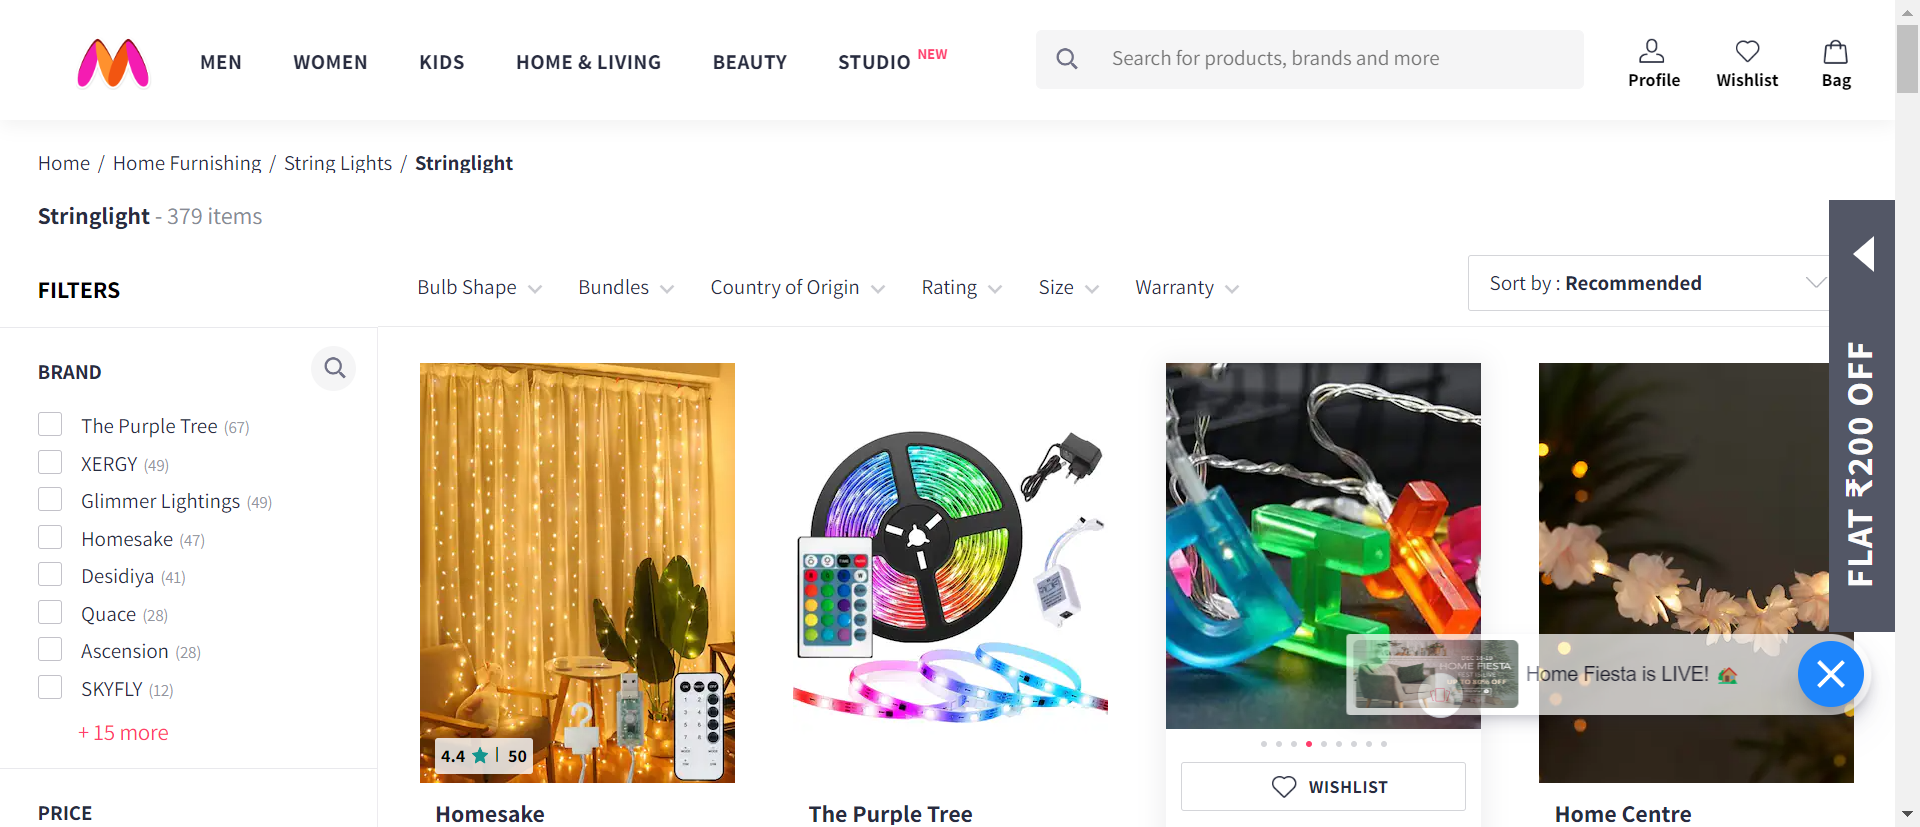 MEN WOMEN KIDS HOME & LIVING BEAUTY STUDIO NEW
Search for products, brands and more
Profile Wishlist Bag
Home / Home Furnishing / String Lights / Stringlight
Stringlight - 379 items
FILTERS
Bulb Shape Bundles Country of Origin Rating Size Warranty
Sort by : Recommended
FLAT ₹200 OFF
BRAND
The Purple Tree (67)
XERGY (49)
Glimmer Lightings (49)
Homesake (47)
Desidiya (41)
Quace (28)
Ascension (28)
SKYFLY (12)
+ 15 more
PRICE
4.4 ★ | 50
Homesake
The Purple Tree
WISHLIST
Home Centre
HOME FIESTA
Home Fiesta is LIVE! 🏠